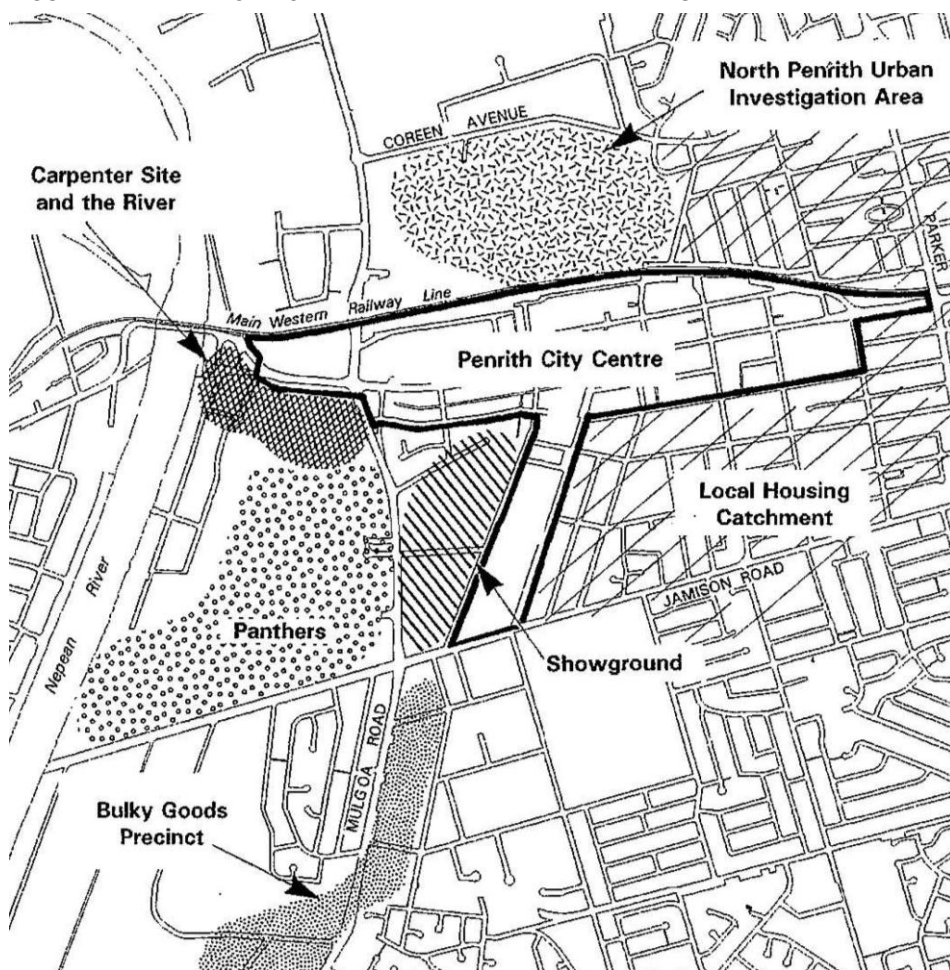 North Penrith Urban
Investigation Area
COREEN AVENUE
Carpenter Site
and the River
PARKER
Main Western Railway Line
Penrith City Centre
Local Housing
Catchment
JAMISON ROAD
Nepean River
Panthers
Showground
MULGOA ROAD
Bulky Goods
Precinct